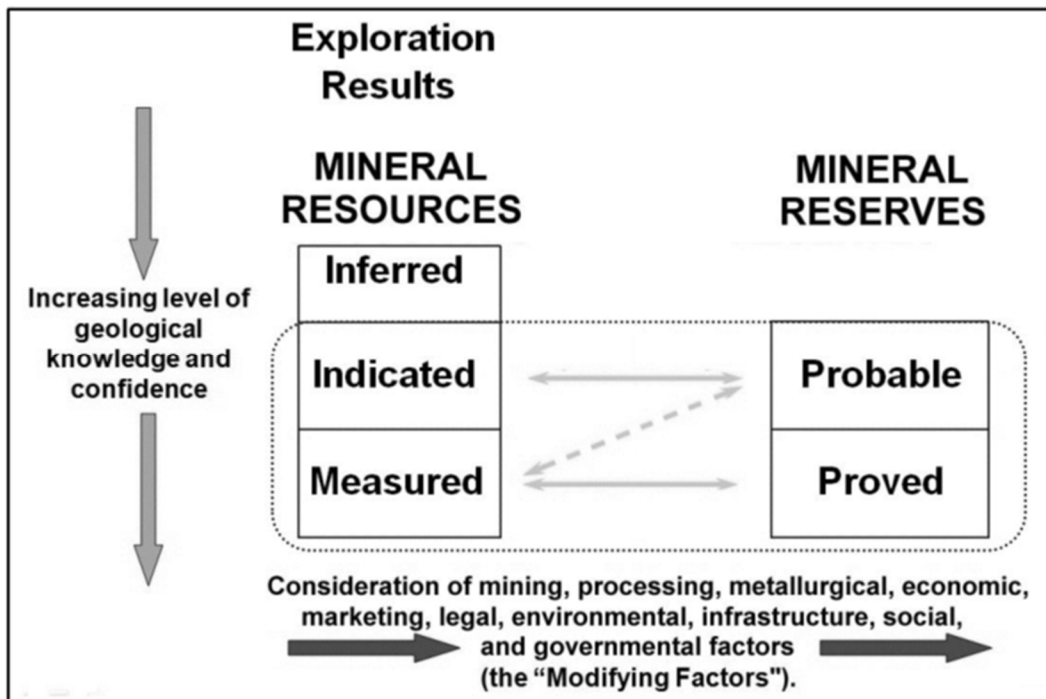 Exploration
Results
MINERAL
RESOURCES
MINERAL
RESERVES
Inferred
Increasing level of
geological
knowledge and
confidence
Indicated
Probable
Measured
Proved
Consideration of mining, processing, metallurgical, economic,
marketing, legal, environmental, infrastructure, social,
and governmental factors
(the “Modifying Factors").